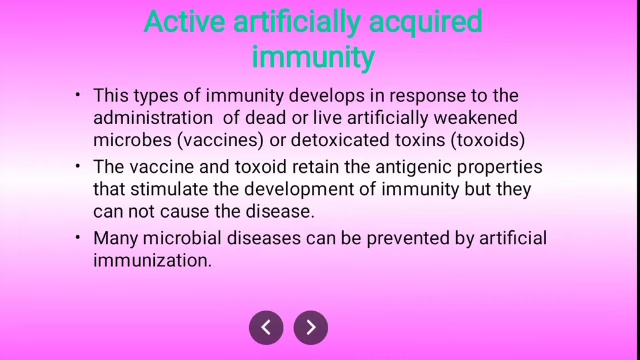 Active artificially acquired
immunity
• This types of immunity develops in response to the
administration of dead or live artificially weakened
microbes (vaccines) or detoxicated toxins (toxoids)
• The vaccine and toxoid retain the antigenic properties
that stimulate the development of immunity but they
can not cause the disease.
• Many microbial diseases can be prevented by artificial
immunization.